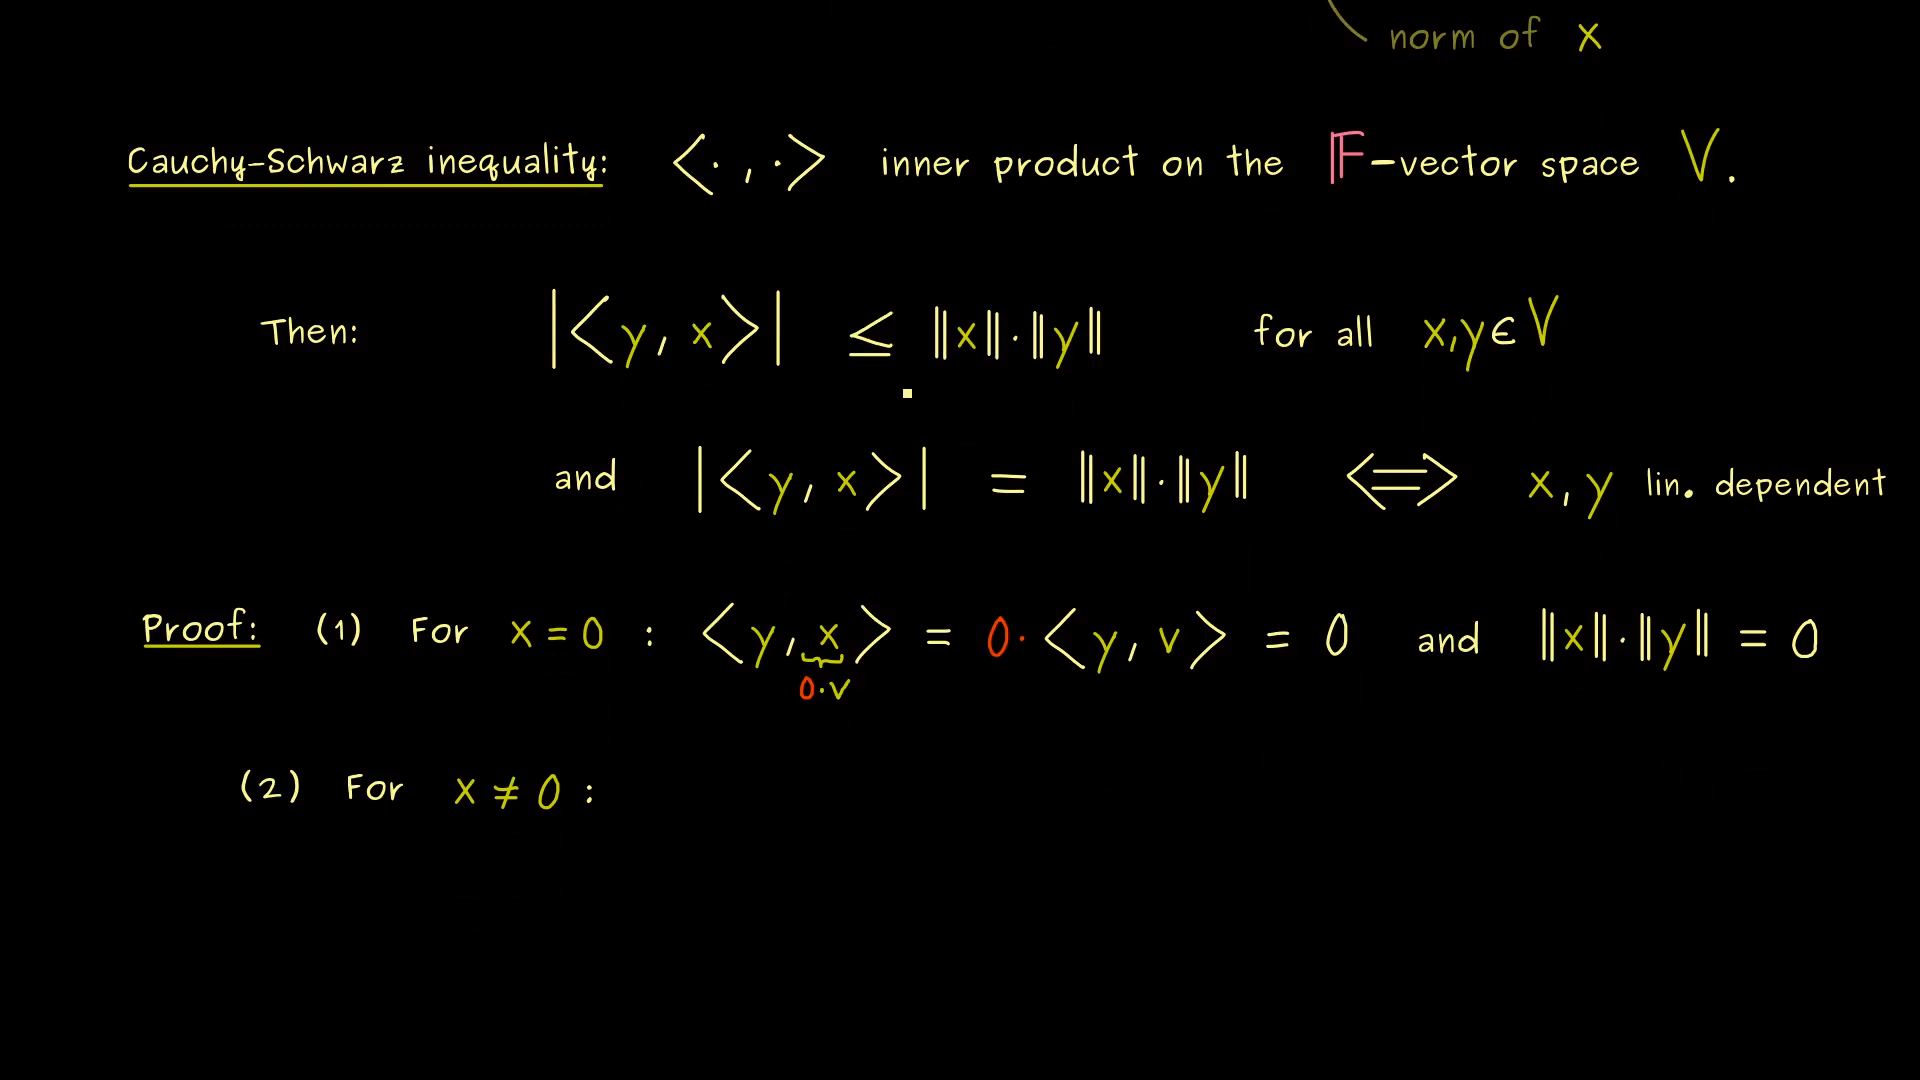 norm of x
Cauchy-Schwarz inequality: <·,·> inner product on the 𝔽-vector space V.
Then: |<y, x>| ≤ ‖x‖·‖y‖ for all x,y∈V
and |<y, x>| = ‖x‖·‖y‖ ⟺ x, y lin. dependent
Proof: (1) For x = 0 : <y, x> = 0·<y, v> = 0 and ‖x‖·‖y‖ = 0
0·v
(2) For x ≠ 0 :